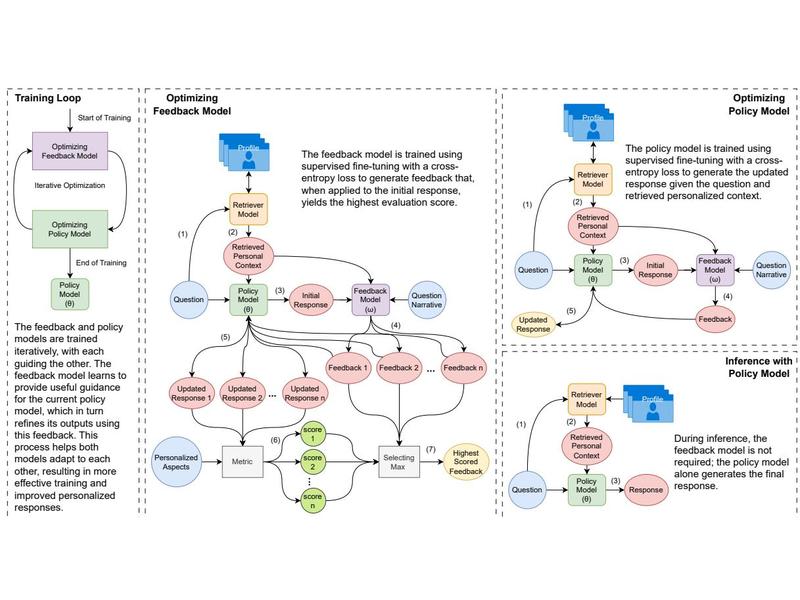 Training Loop
Start of Training
Optimizing
Feedback Model
Iterative Optimization
Optimizing
Policy Model
End of Training
Policy
Model
(θ)
The feedback and policy
models are trained
iteratively, with each
guiding the other. The
feedback model learns to
provide useful guidance
for the current policy
model, which in turn
refines its outputs using
this feedback. This
process helps both
models adapt to each
other, resulting in more
effective training and
improved personalized
responses.
Optimizing
Feedback Model
Profile
The feedback model is trained using
supervised fine-tuning with a cross-
entropy loss to generate feedback that,
when applied to the initial response,
yields the highest evaluation score.
Retriever
Model
(1)
(2)
Retrieved
Personal
Context
Question
Policy
Model
(θ)
(3)
Initial
Response
Feedback
Model
(ω)
Question
Narrative
(4)
(5)
Feedback 1
Feedback 2
...
Feedback n
Updated
Response 1
Updated
Response 2
...
Updated
Response n
Personalized
Aspects
Metric
(6)
score
1
score
2
...
score
n
Selecting
Max
(7)
Highest
Scored
Feedback
Optimizing
Policy Model
Profile
The policy model is trained using
supervised fine-tuning with a cross-
entropy loss to generate the updated
response given the question and
retrieved personalized context.
Retriever
Model
(1)
(2)
Retrieved
Personal
Context
Question
Policy
Model
(θ)
(3)
Initial
Response
Feedback
Model
(ω)
Question
Narrative
(4)
(5)
Updated
Response
Feedback
Inference with
Policy Model
Retriever
Model
Profile
(1)
(2)
Retrieved
Personal
Context
During inference, the
feedback model is not
required; the policy model
alone generates the final
response.
Question
Policy
Model
(θ)
(3)
Response